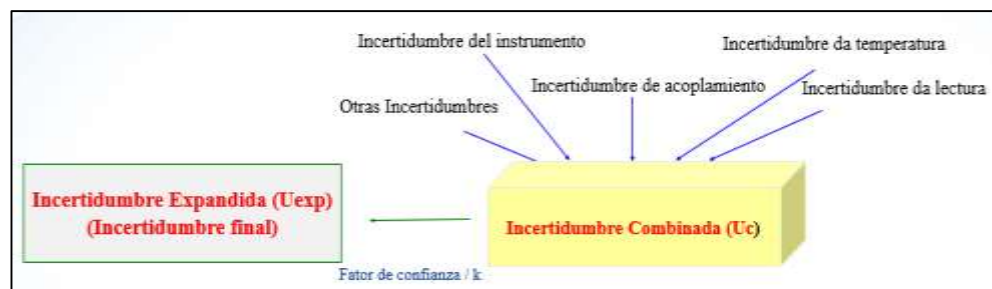 Incertidumbre del instrumento
Incertidumbre da temperatura
Incertidumbre de acoplamiento
Incertidumbre da lectura
Otras Incertidumbres
Incertidumbre Expandida (Uexp)
(Incertidumbre final)
Incertidumbre Combinada (Uc)
Fator de confianza / k